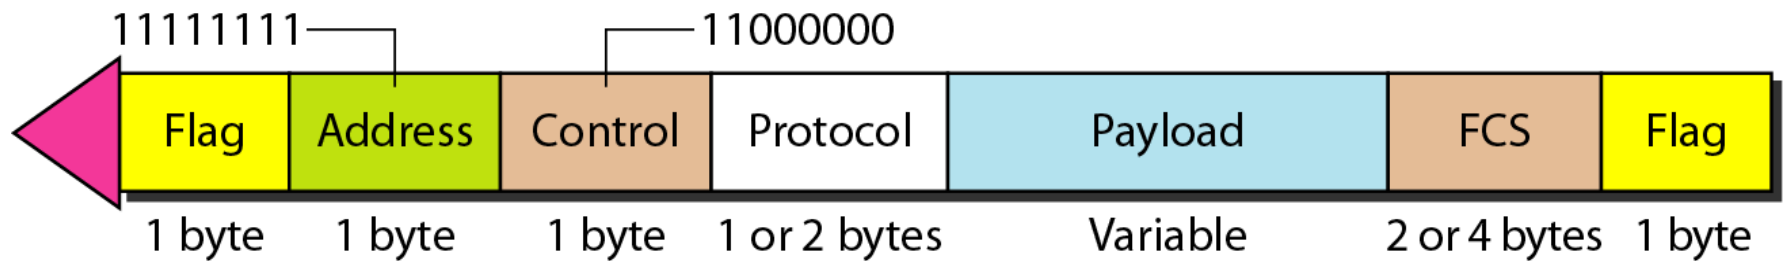 11111111 11000000
Flag Address Control Protocol Payload FCS Flag
1 byte 1 byte 1 byte 1 or 2 bytes Variable 2 or 4 bytes 1 byte